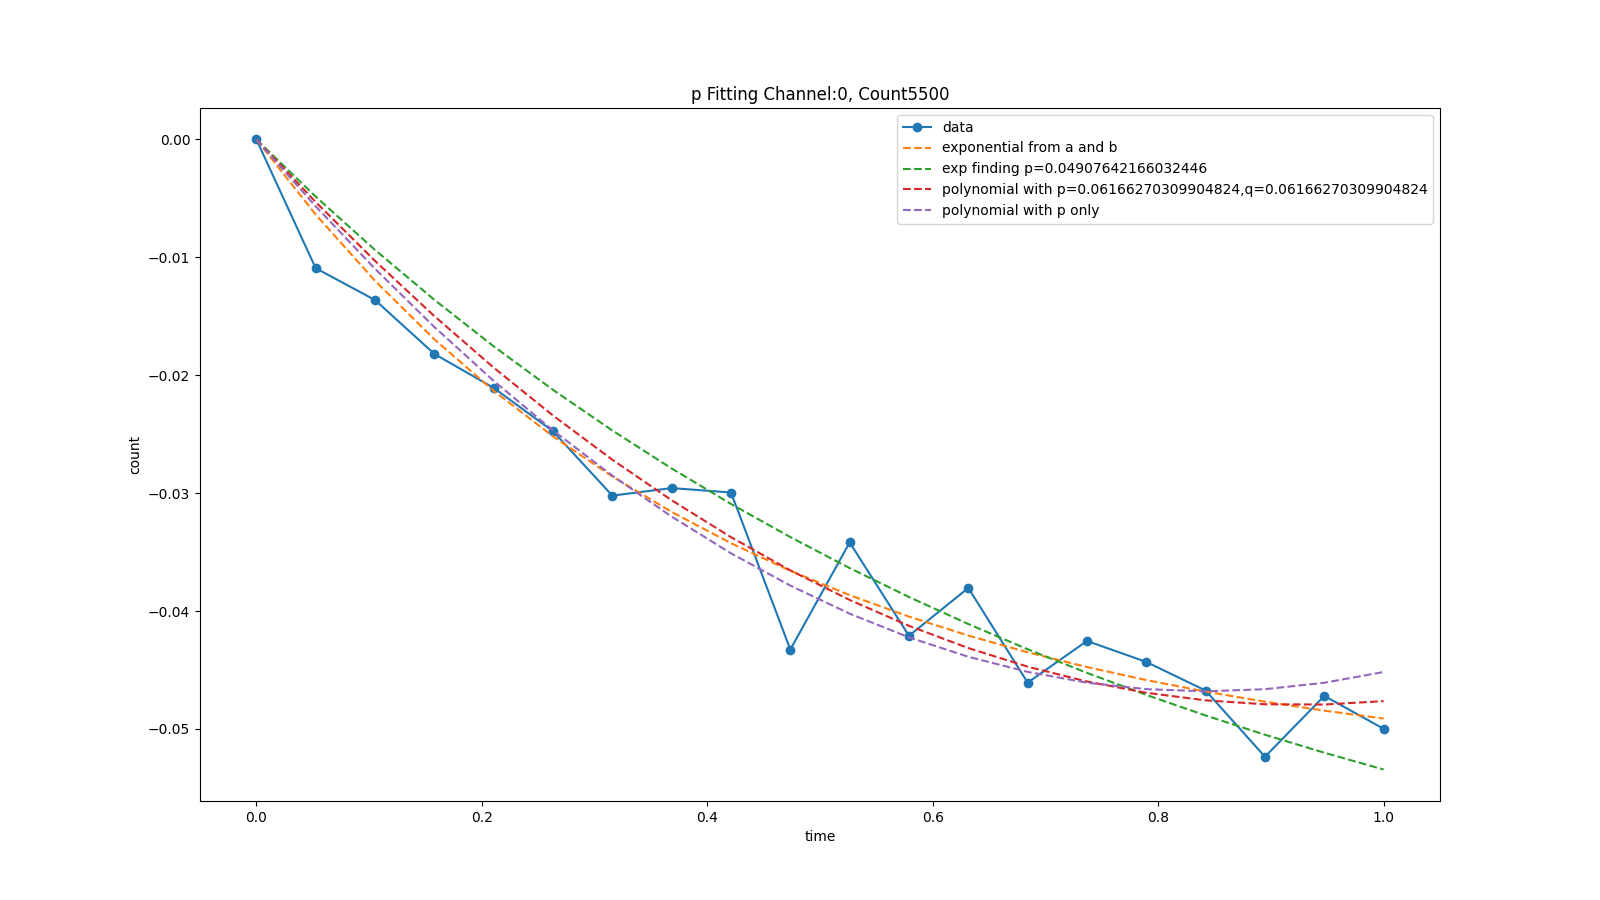 p Fitting Channel:0, Count5500
data
exponential from a and b
exp finding p=0.04907642166032446
polynomial with p=0.06166270309904824,q=0.06166270309904824
polynomial with p only
0.00
−0.01
−0.02
−0.03
−0.04
−0.05
count
0.0 0.2 0.4 0.6 0.8 1.0
time